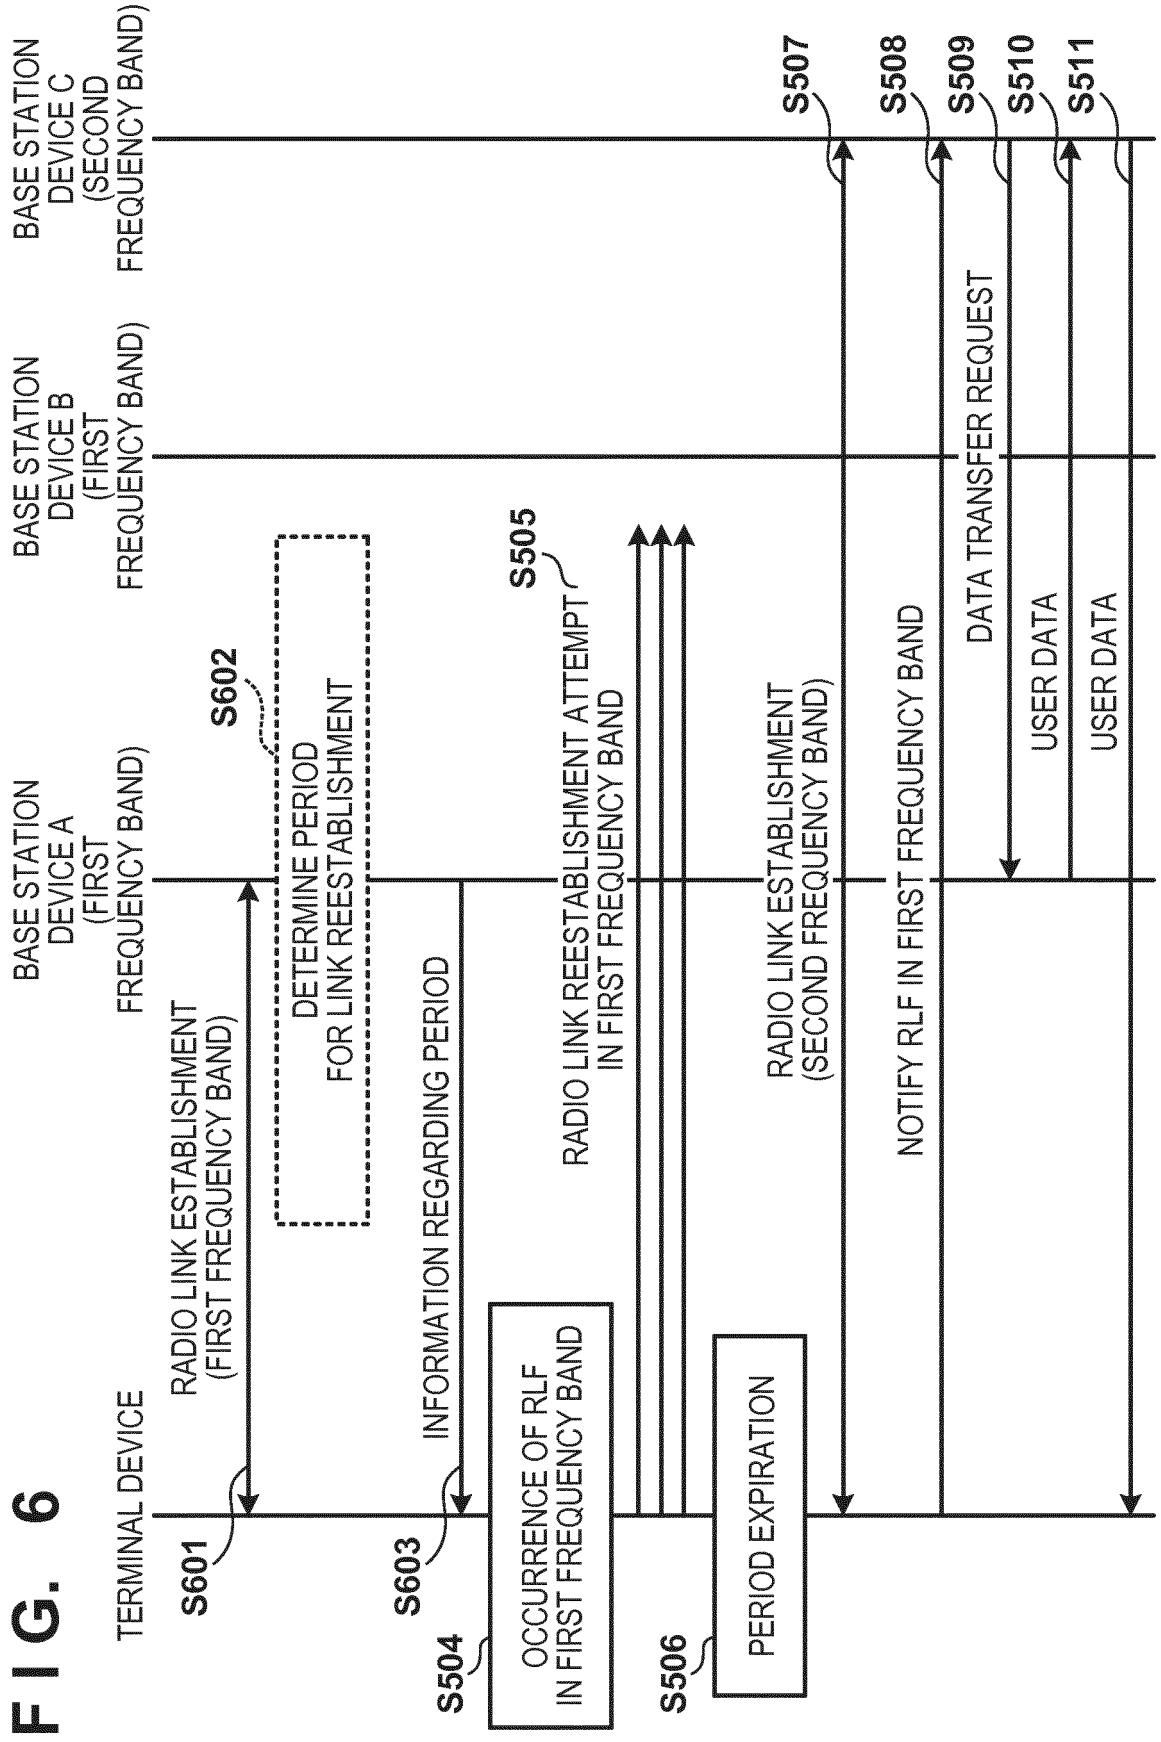 FIG. 6
TERMINAL DEVICE
BASE STATION
DEVICE A
(FIRST
FREQUENCY BAND)
BASE STATION
DEVICE B
(FIRST
FREQUENCY BAND)
BASE STATION
DEVICE C
(SECOND
FREQUENCY BAND)
S601
RADIO LINK ESTABLISHMENT
(FIRST FREQUENCY BAND)
S602
DETERMINE PERIOD
FOR LINK REESTABLISHMENT
S603
INFORMATION REGARDING PERIOD
S504
OCCURRENCE OF RLF
IN FIRST FREQUENCY BAND
S505
RADIO LINK REESTABLISHMENT ATTEMPT
IN FIRST FREQUENCY BAND
S506
PERIOD EXPIRATION
RADIO LINK ESTABLISHMENT
(SECOND FREQUENCY BAND)
S507
NOTIFY RLF IN FIRST FREQUENCY BAND
S508
DATA TRANSFER REQUEST
S509
USER DATA
S510
USER DATA
S511